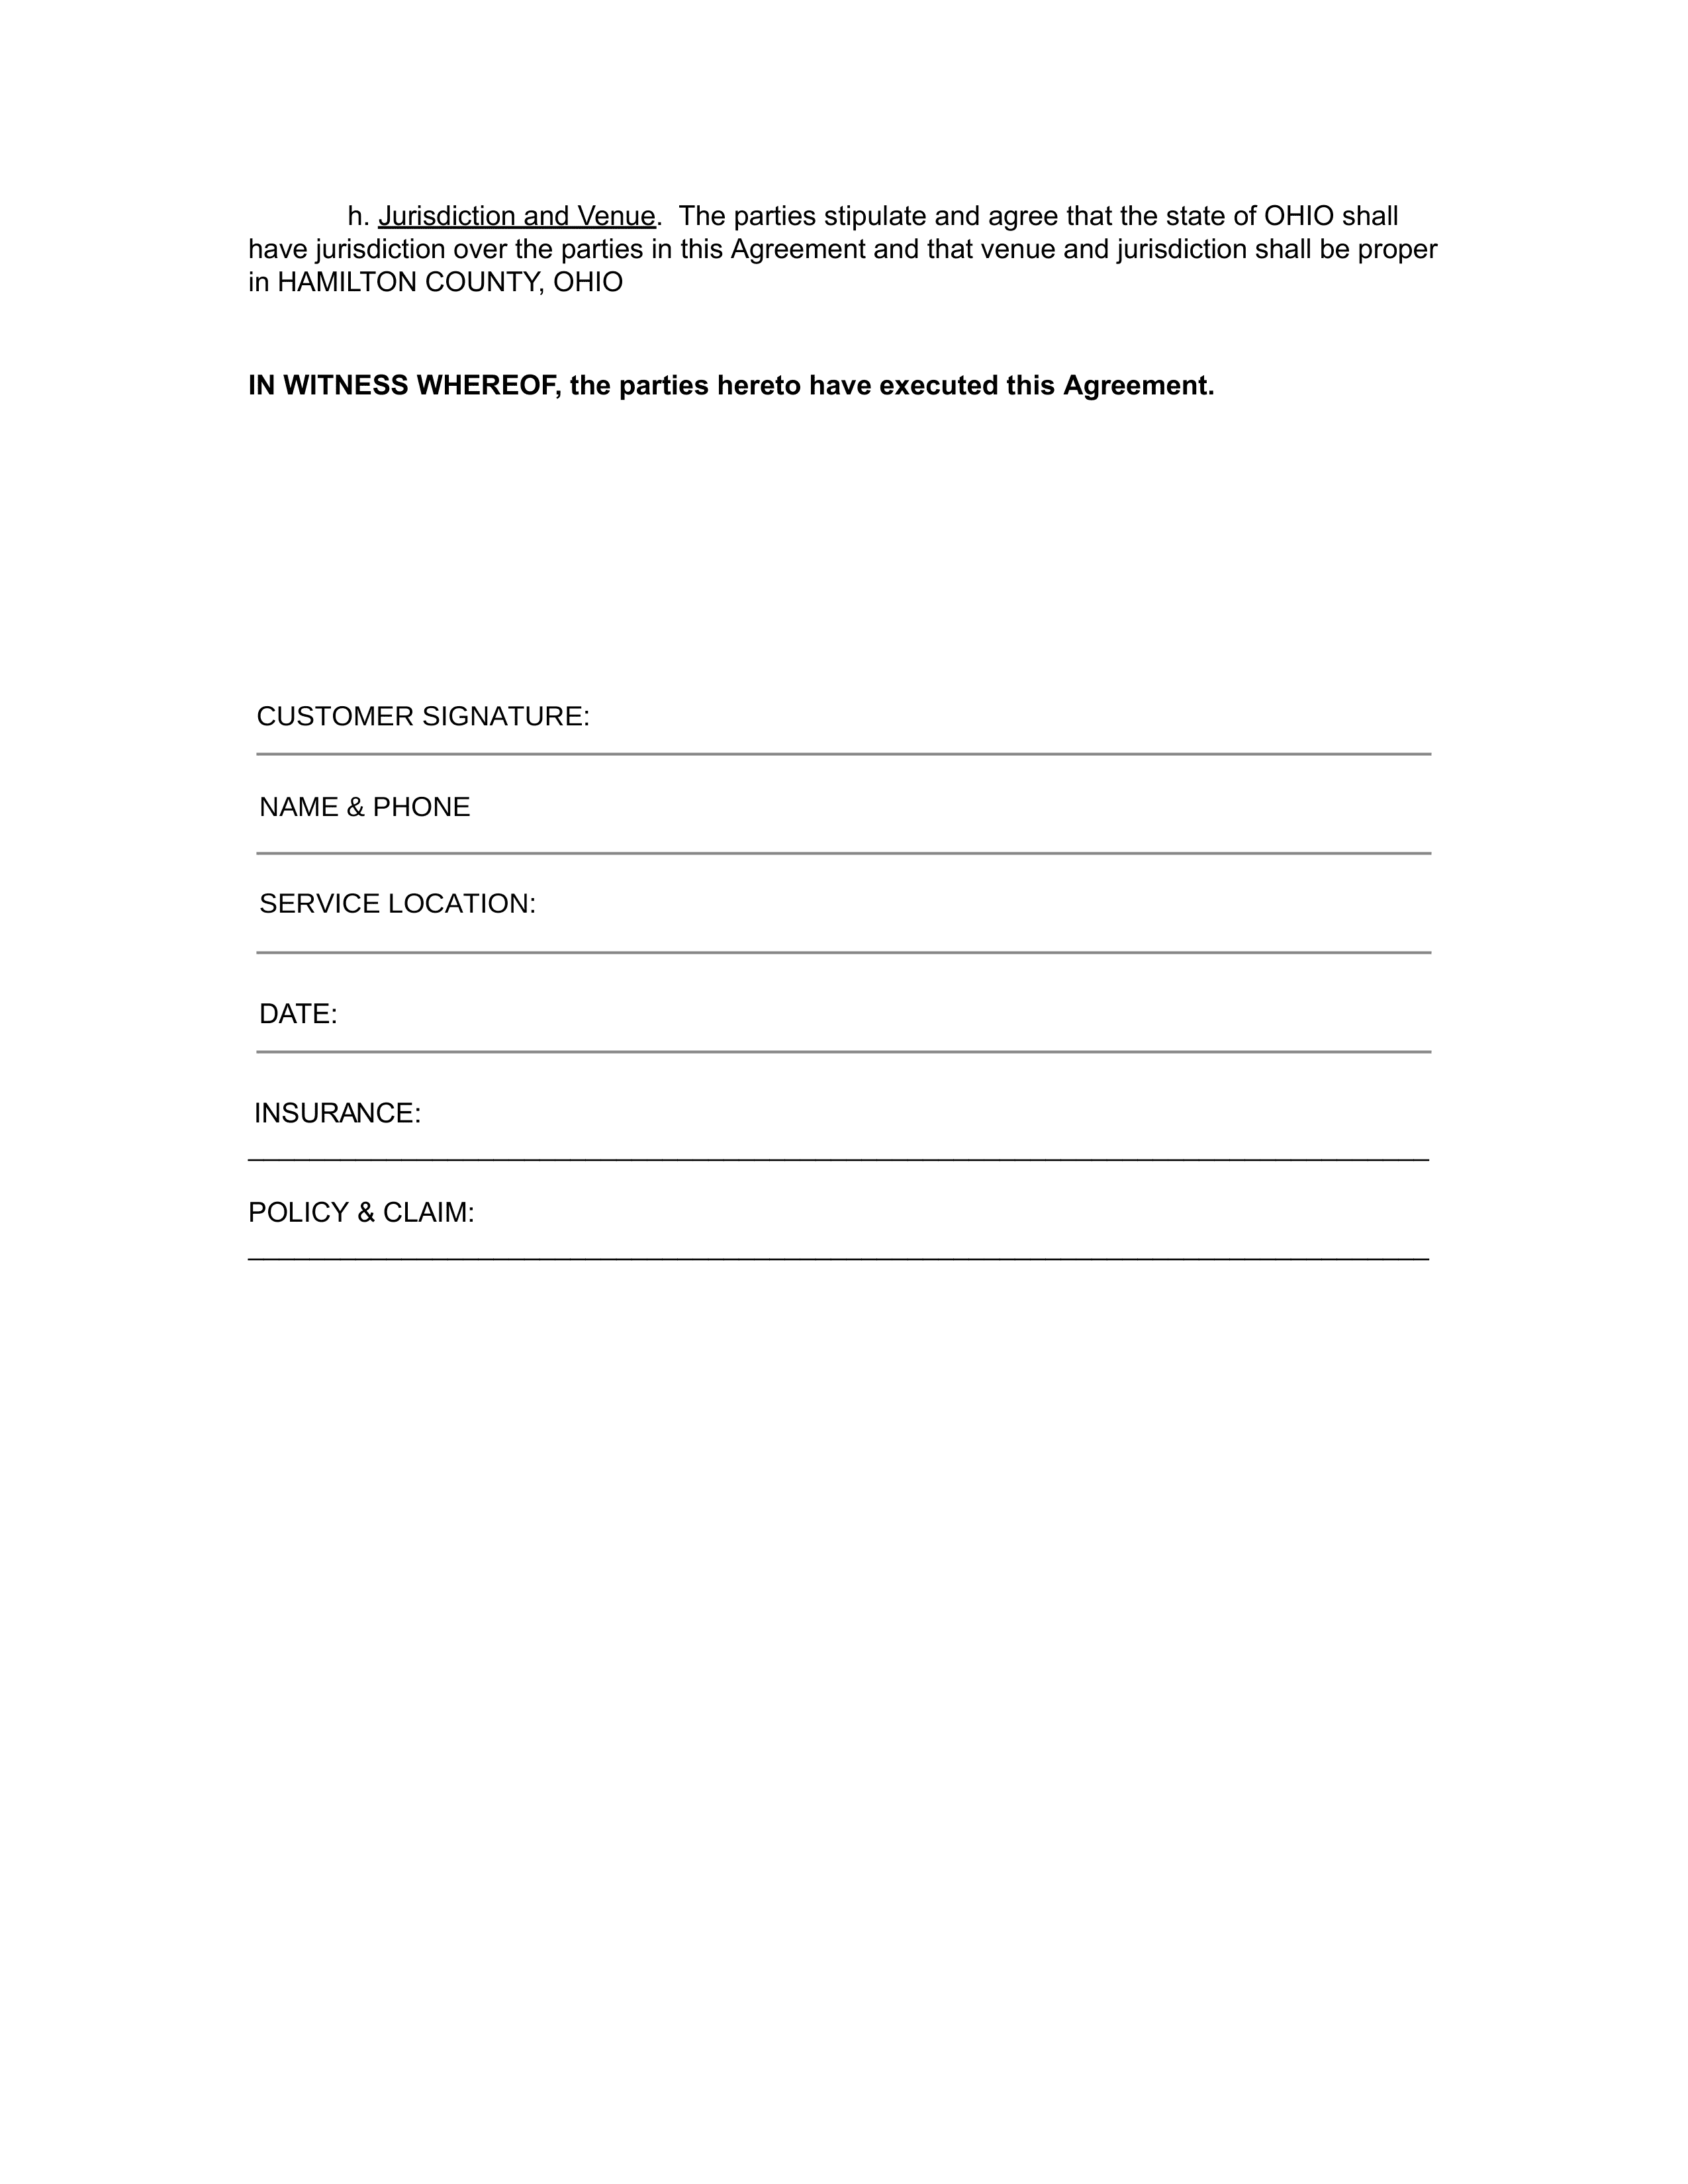 h. Jurisdiction and Venue.  The parties stipulate and agree that the state of OHIO shall
have jurisdiction over the parties in this Agreement and that venue and jurisdiction shall be proper
in HAMILTON COUNTY, OHIO
IN WITNESS WHEREOF, the parties hereto have executed this Agreement.
CUSTOMER SIGNATURE:
NAME & PHONE
SERVICE LOCATION:
DATE:
INSURANCE:
POLICY & CLAIM: